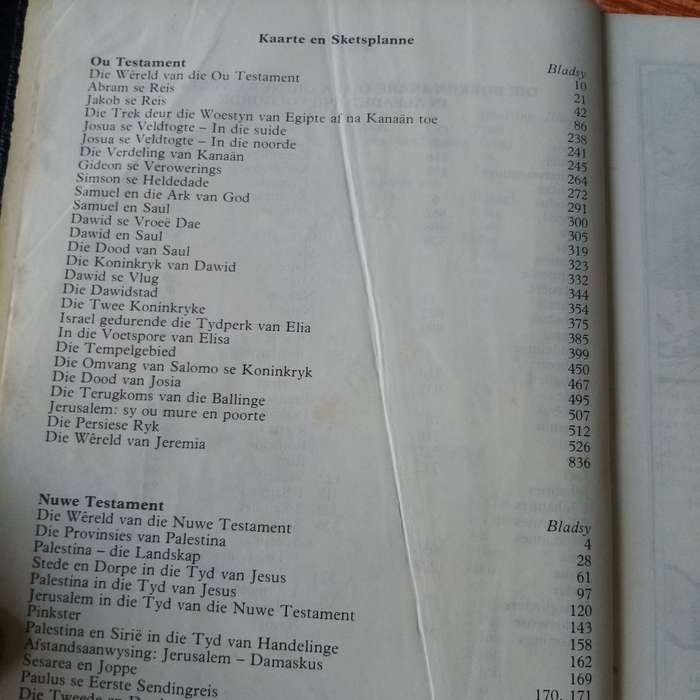 Kaarte en Sketsplanne
Ou Testament Bladsy
Die Wêreld van die Ou Testament 10
Abram se Reis 21
Jakob se Reis 42
Die Trek deur die Woestyn van Egipte af na Kanaän toe 86
Josua se Veldtogte – In die suide 238
Josua se Veldtogte – In die noorde 241
Die Verdeling van Kanaän 245
Gideon se Verowerings 264
Simson se Heldedade 272
Samuel en die Ark van God 291
Samuel en Saul 300
Dawid se Vroeë Dae 305
Dawid en Saul 319
Die Dood van Saul 323
Die Koninkryk van Dawid 332
Dawid se Vlug 344
Die Dawidstad 354
Die Twee Koninkryke 375
Israel gedurende die Tydperk van Elia 385
In die Voetspore van Elisa 399
Die Tempelgebied 450
Die Omvang van Salomo se Koninkryk 467
Die Dood van Josia 495
Die Terugkoms van die Ballinge 507
Jerusalem: sy ou mure en poorte 512
Die Persiese Ryk 526
Die Wêreld van Jeremia 836
Nuwe Testament Bladsy
Die Wêreld van die Nuwe Testament 4
Die Provinsies van Palestina 28
Palestina – die Landskap 61
Stede en Dorpe in die Tyd van Jesus 97
Palestina in die Tyd van Jesus 120
Jerusalem in die Tyd van die Nuwe Testament 143
Pinkster 158
Palestina en Sirië in die Tyd van Handelinge 162
Afstandsaanwysing: Jerusalem – Damaskus 169
Sesarea en Joppe 170, 171
Paulus se Eerste Sendingreis
Die Tweede en